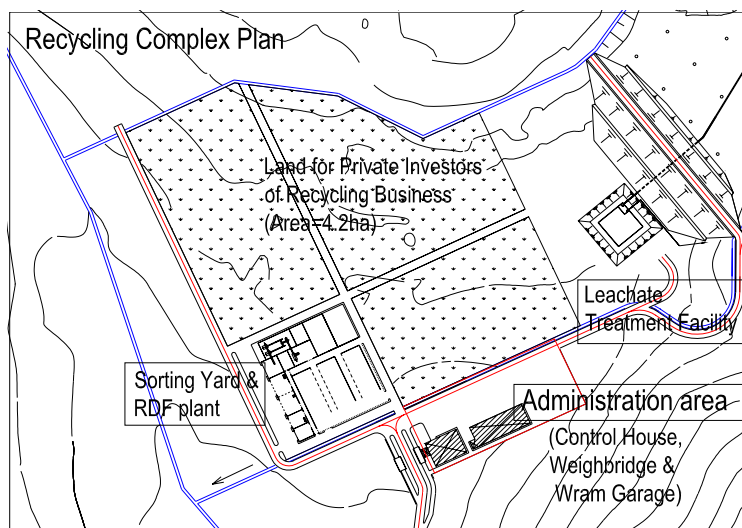 Recycling Complex Plan
Land for Private Investors
of Recycling Business
(Area=4.2ha)
Leachate
Treatment Facility
Sorting Yard &
RDF plant
Administration area
(Control House,
Weighbridge &
Wram Garage)